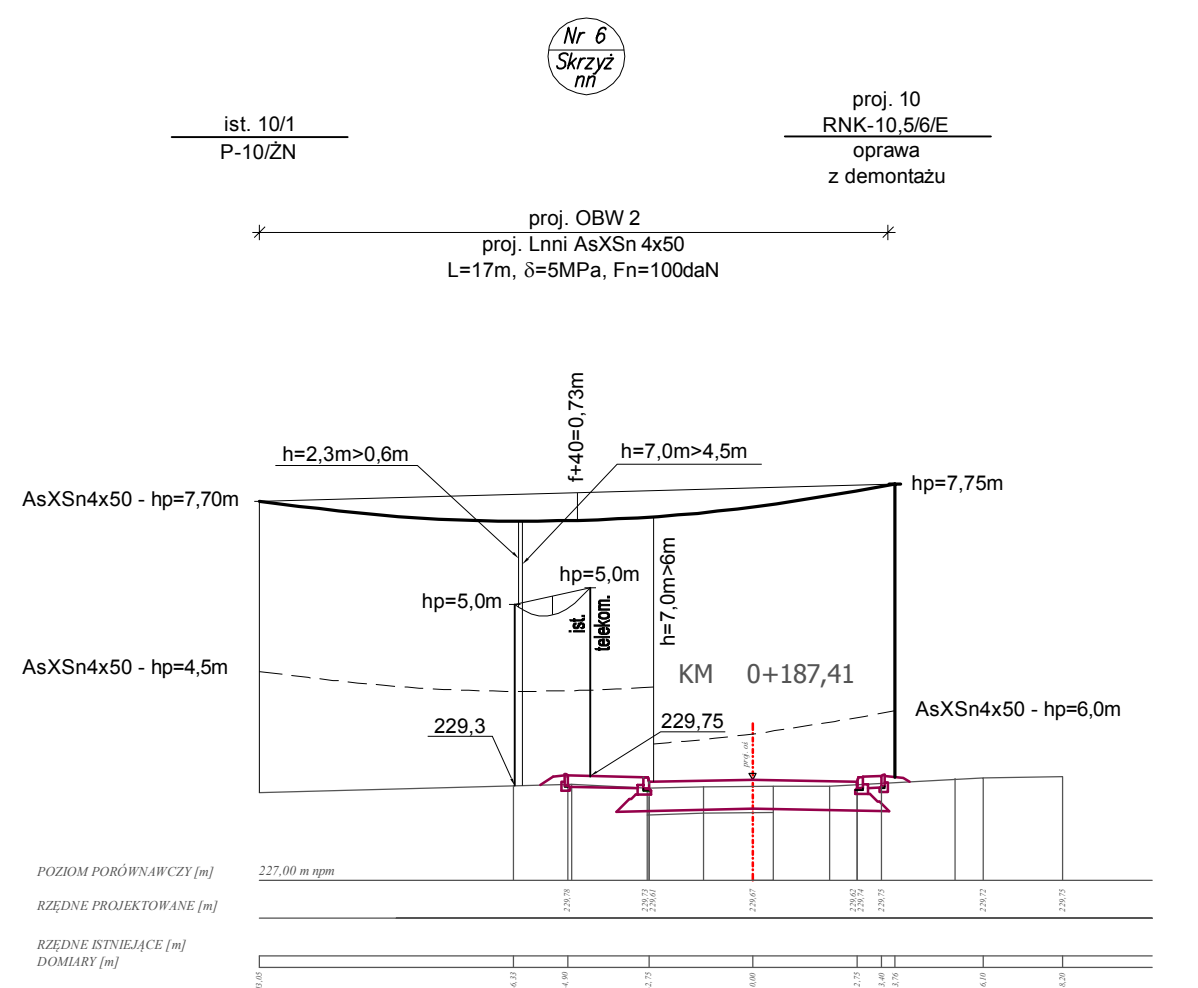 Nr 6
Skrzyż
nn
ist. 10/1
P-10/ŻN
proj. 10
RNK-10,5/6/E
oprawa
z demontażu
proj. OBW 2
proj. Lnni AsXSn 4x50
L=17m, δ=5MPa, Fn=100daN
f+40=0,73m
h=2,3m>0,6m
h=7,0m>4,5m
AsXSn4x50 - hp=7,70m
hp=7,75m
hp=5,0m
hp=5,0m
ist.
telekom.
h=7,0m>6m
AsXSn4x50 - hp=4,5m
KM 0+187,41
AsXSn4x50 - hp=6,0m
229,3
229,75
proj. oś
POZIOM PORÓWNAWCZY [m] 227,00 m npm
RZĘDNE PROJEKTOWANE [m] 229,78 229,73 229,61 229,67 229,62 229,74 229,75 229,72 229,75
RZĘDNE ISTNIEJĄCE [m]
DOMIARY [m] -6,33 -4,90 -2,75 0,00 2,75 3,40 3,76 6,10 8,20